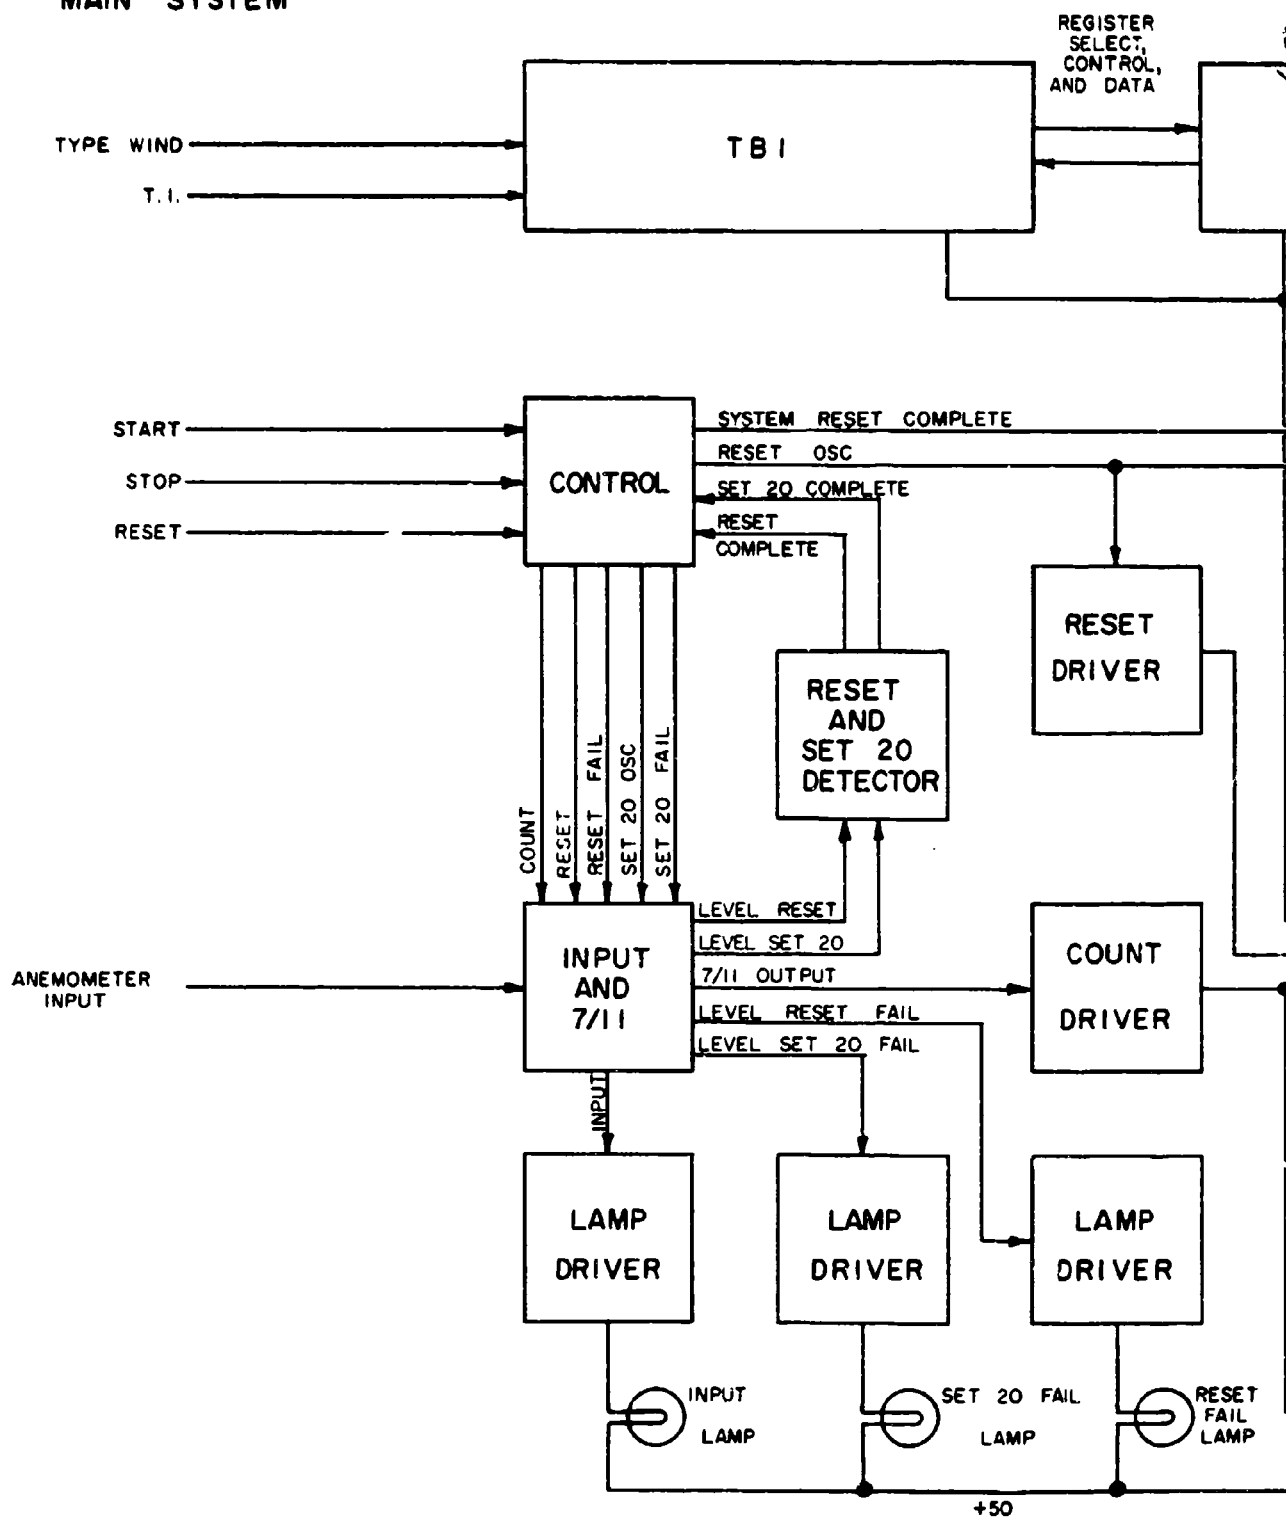 MAIN SYSTEM
REGISTER
SELECT,
CONTROL,
AND DATA
TYPE WIND
TBI
T.I.
START
STOP
RESET
CONTROL
SYSTEM RESET COMPLETE
RESET OSC
SET 20 COMPLETE
RESET
COMPLETE
RESET
DRIVER
RESET
AND
SET 20
DETECTOR
COUNT
RESET
RESET FAIL
SET 20 OSC
SET 20 FAIL
ANEMOMETER
INPUT
INPUT
AND
7/11
LEVEL RESET
LEVEL SET 20
7/11 OUTPUT
LEVEL RESET FAIL
LEVEL SET 20 FAIL
COUNT
DRIVER
INPUT
LAMP
DRIVER
LAMP
DRIVER
LAMP
DRIVER
INPUT
LAMP
SET 20 FAIL
LAMP
RESET
FAIL
LAMP
+50